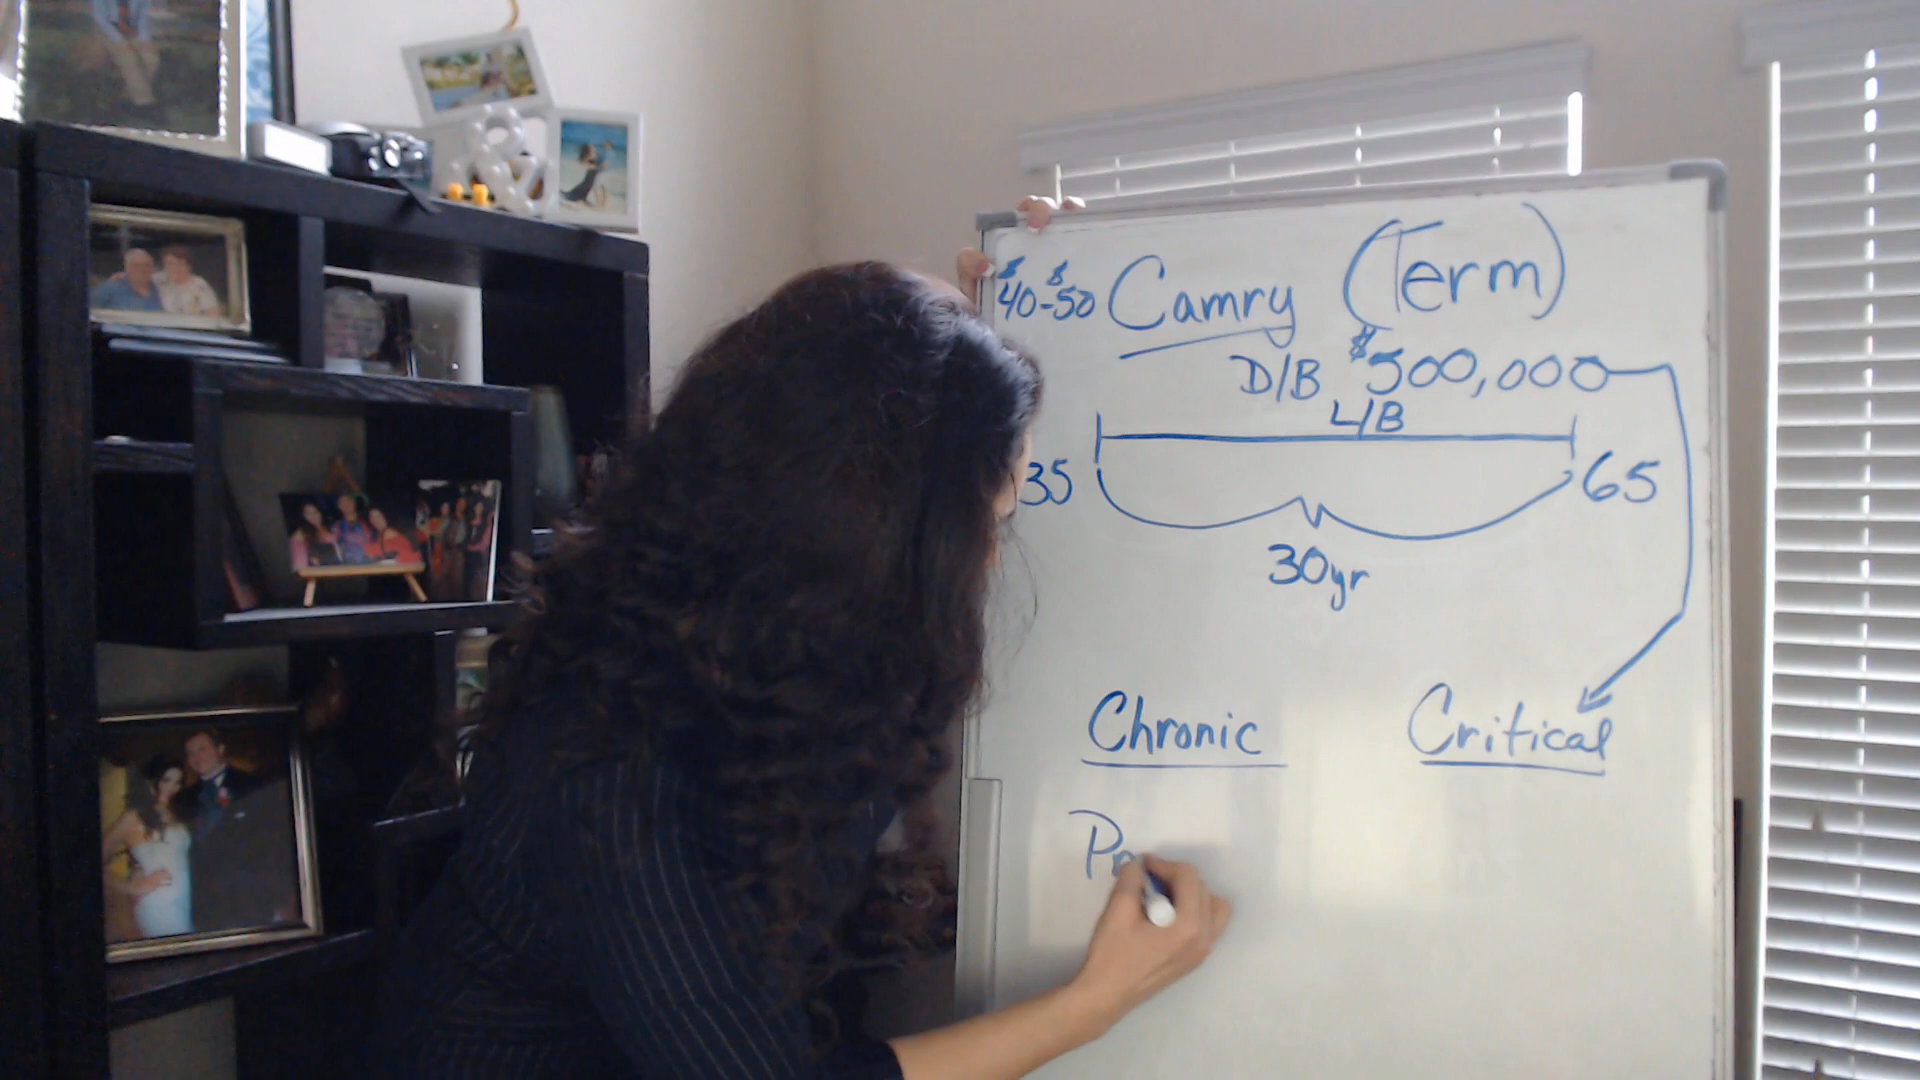 $40-$50 Camry (Term)
D/B $500,000
L/B
35 65
30yr
Chronic Critical